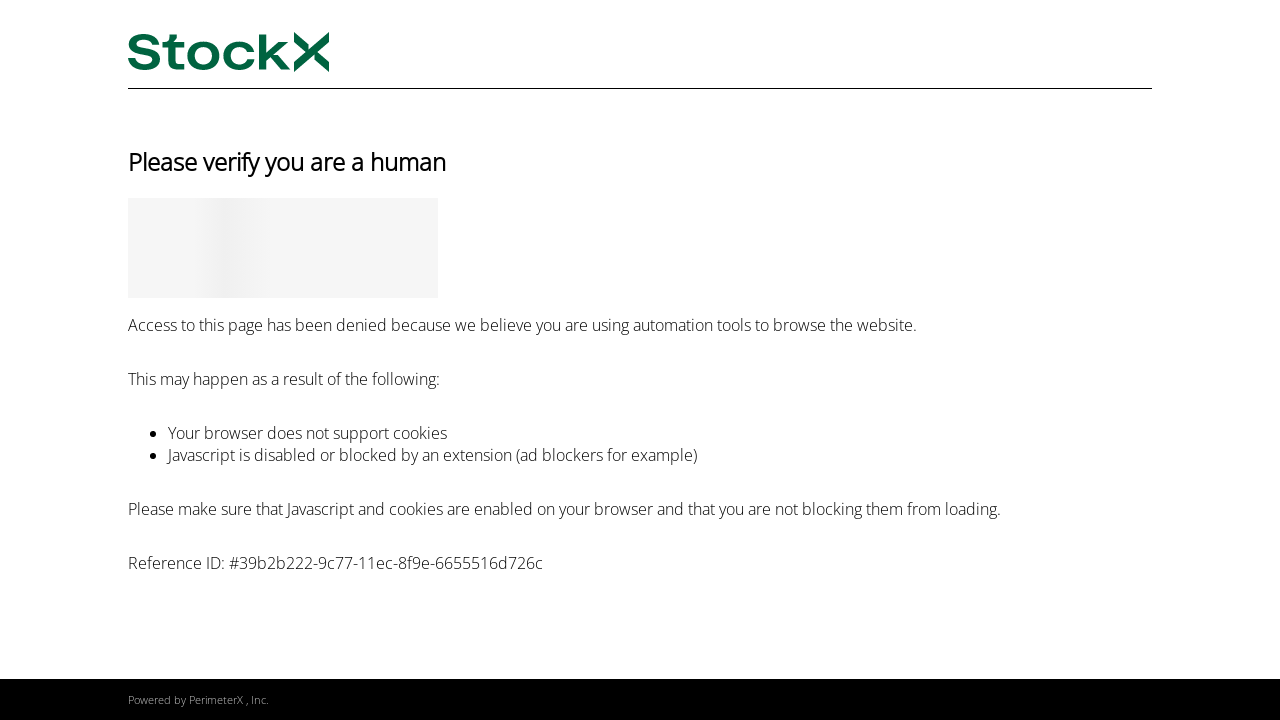 StockX
Please verify you are a human
Access to this page has been denied because we believe you are using automation tools to browse the website.
This may happen as a result of the following:
Your browser does not support cookies
Javascript is disabled or blocked by an extension (ad blockers for example)
Please make sure that Javascript and cookies are enabled on your browser and that you are not blocking them from loading.
Reference ID: #39b2b222-9c77-11ec-8f9e-6655516d726c
Powered by PerimeterX , Inc.